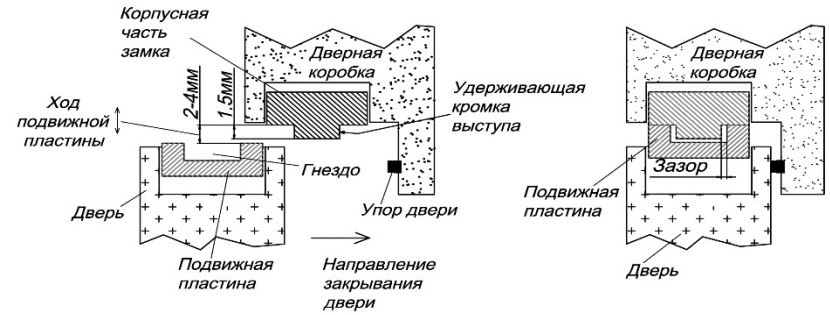 Корпусная
часть
замка
Дверная
коробка
2-4мм
1.5мм
Удерживающая
кромка
выступа
Ход
подвижной
пластины
Гнездо
Дверь
Упор двери
Подвижная
пластина
Направление
закрывания
двери
Дверная
коробка
Зазор
Подвижная
пластина
Дверь